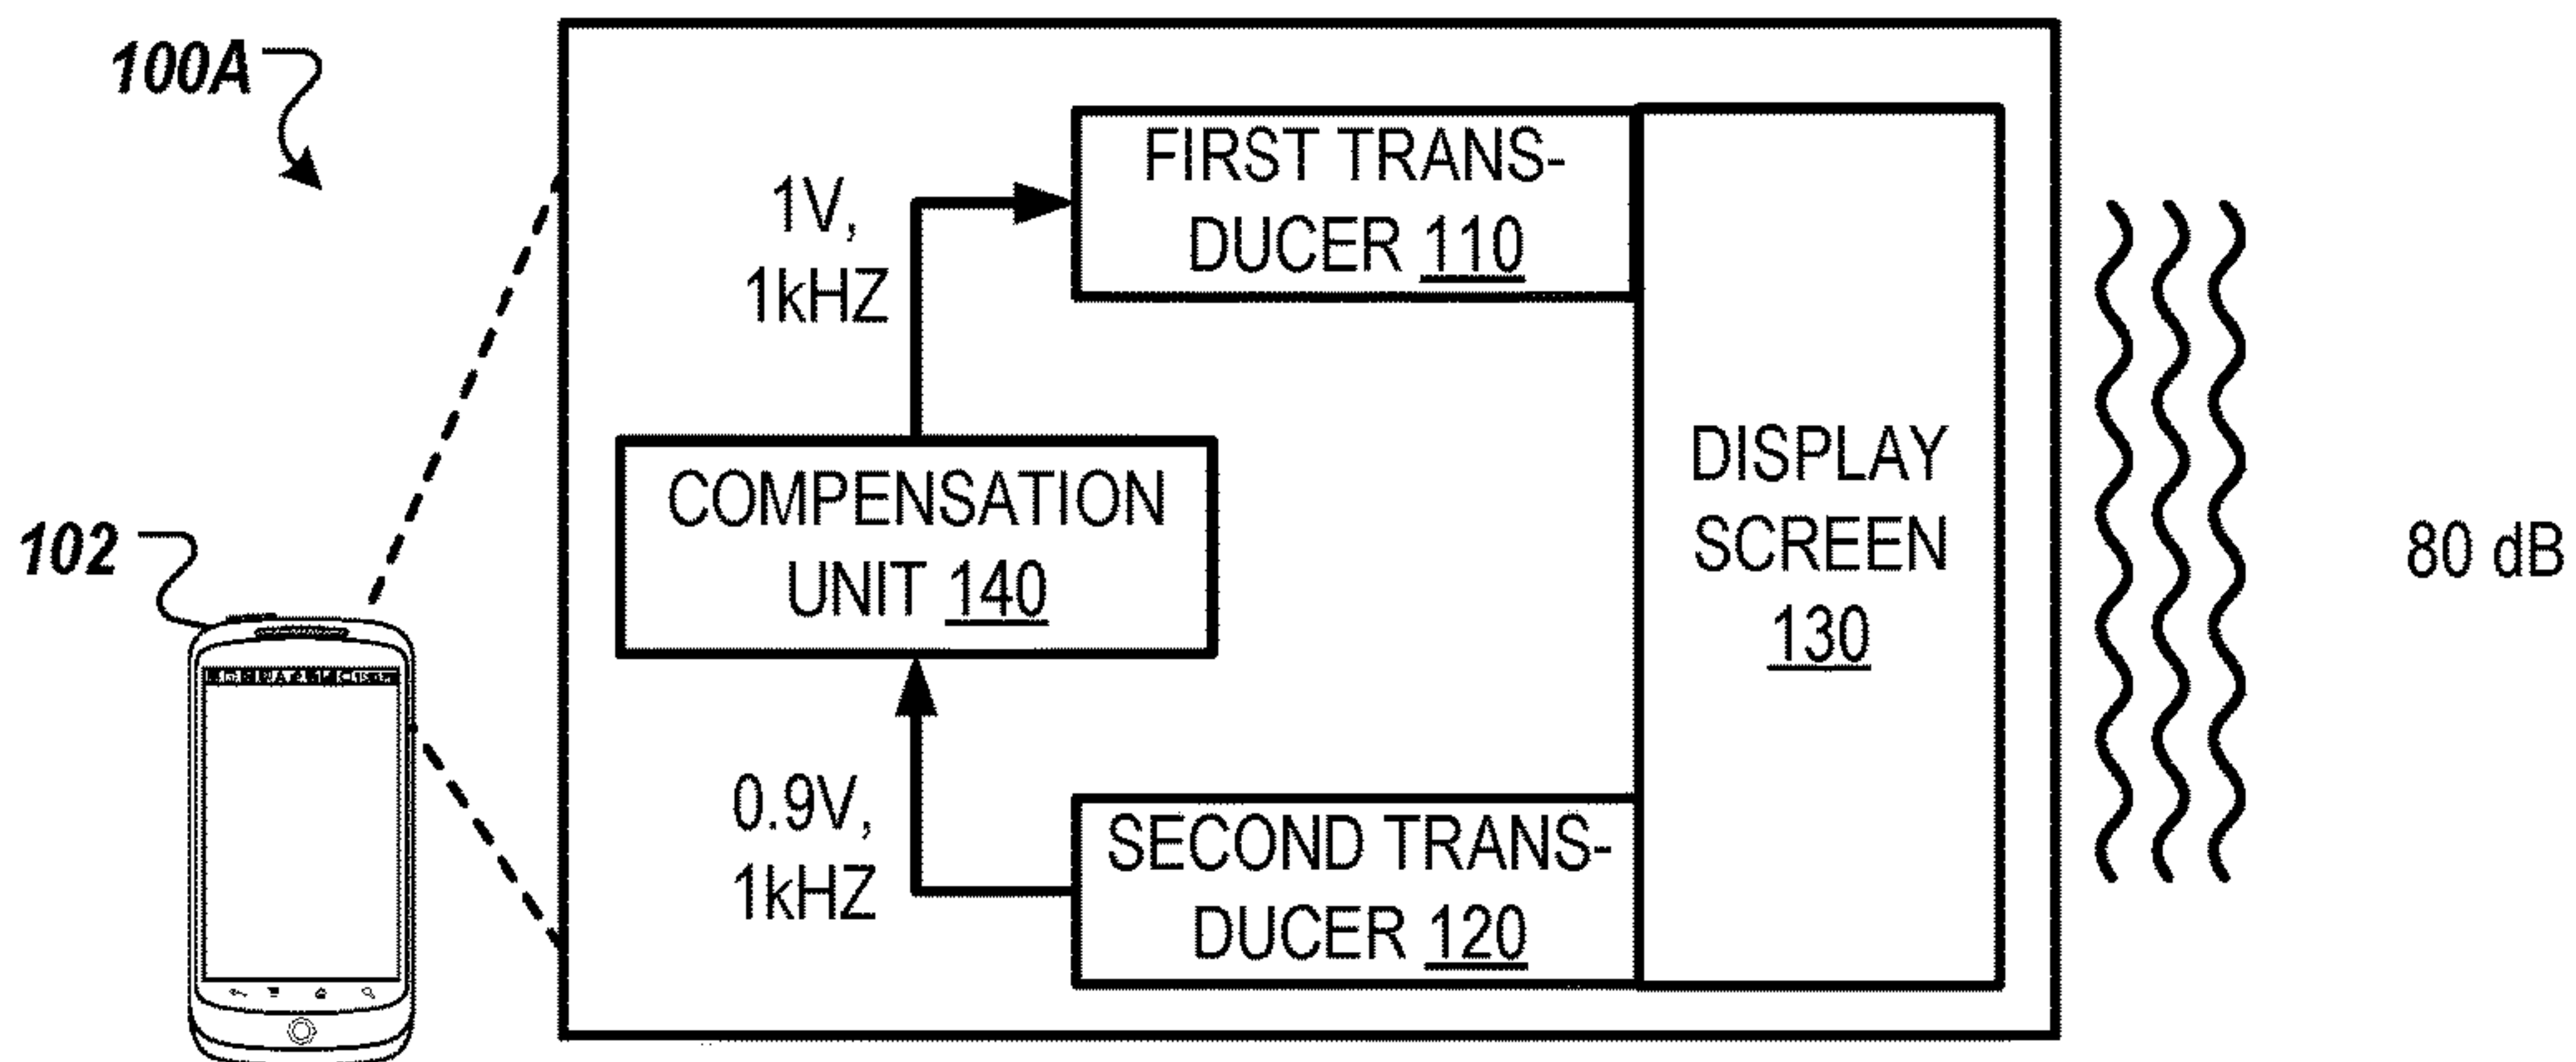 100A
102
1V,
1kHZ
FIRST TRANS-
DUCER 110
COMPENSATION
UNIT 140
0.9V,
1kHZ
SECOND TRANS-
DUCER 120
DISPLAY
SCREEN
130
80 dB